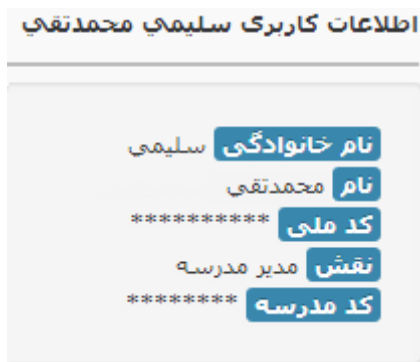 اطلاعات کاربری سليمي محمدتقي
نام خانوادگی سليمي
نام محمدتقي
کد ملی **********
نقش مدیر مدرسه
کد مدرسه ********